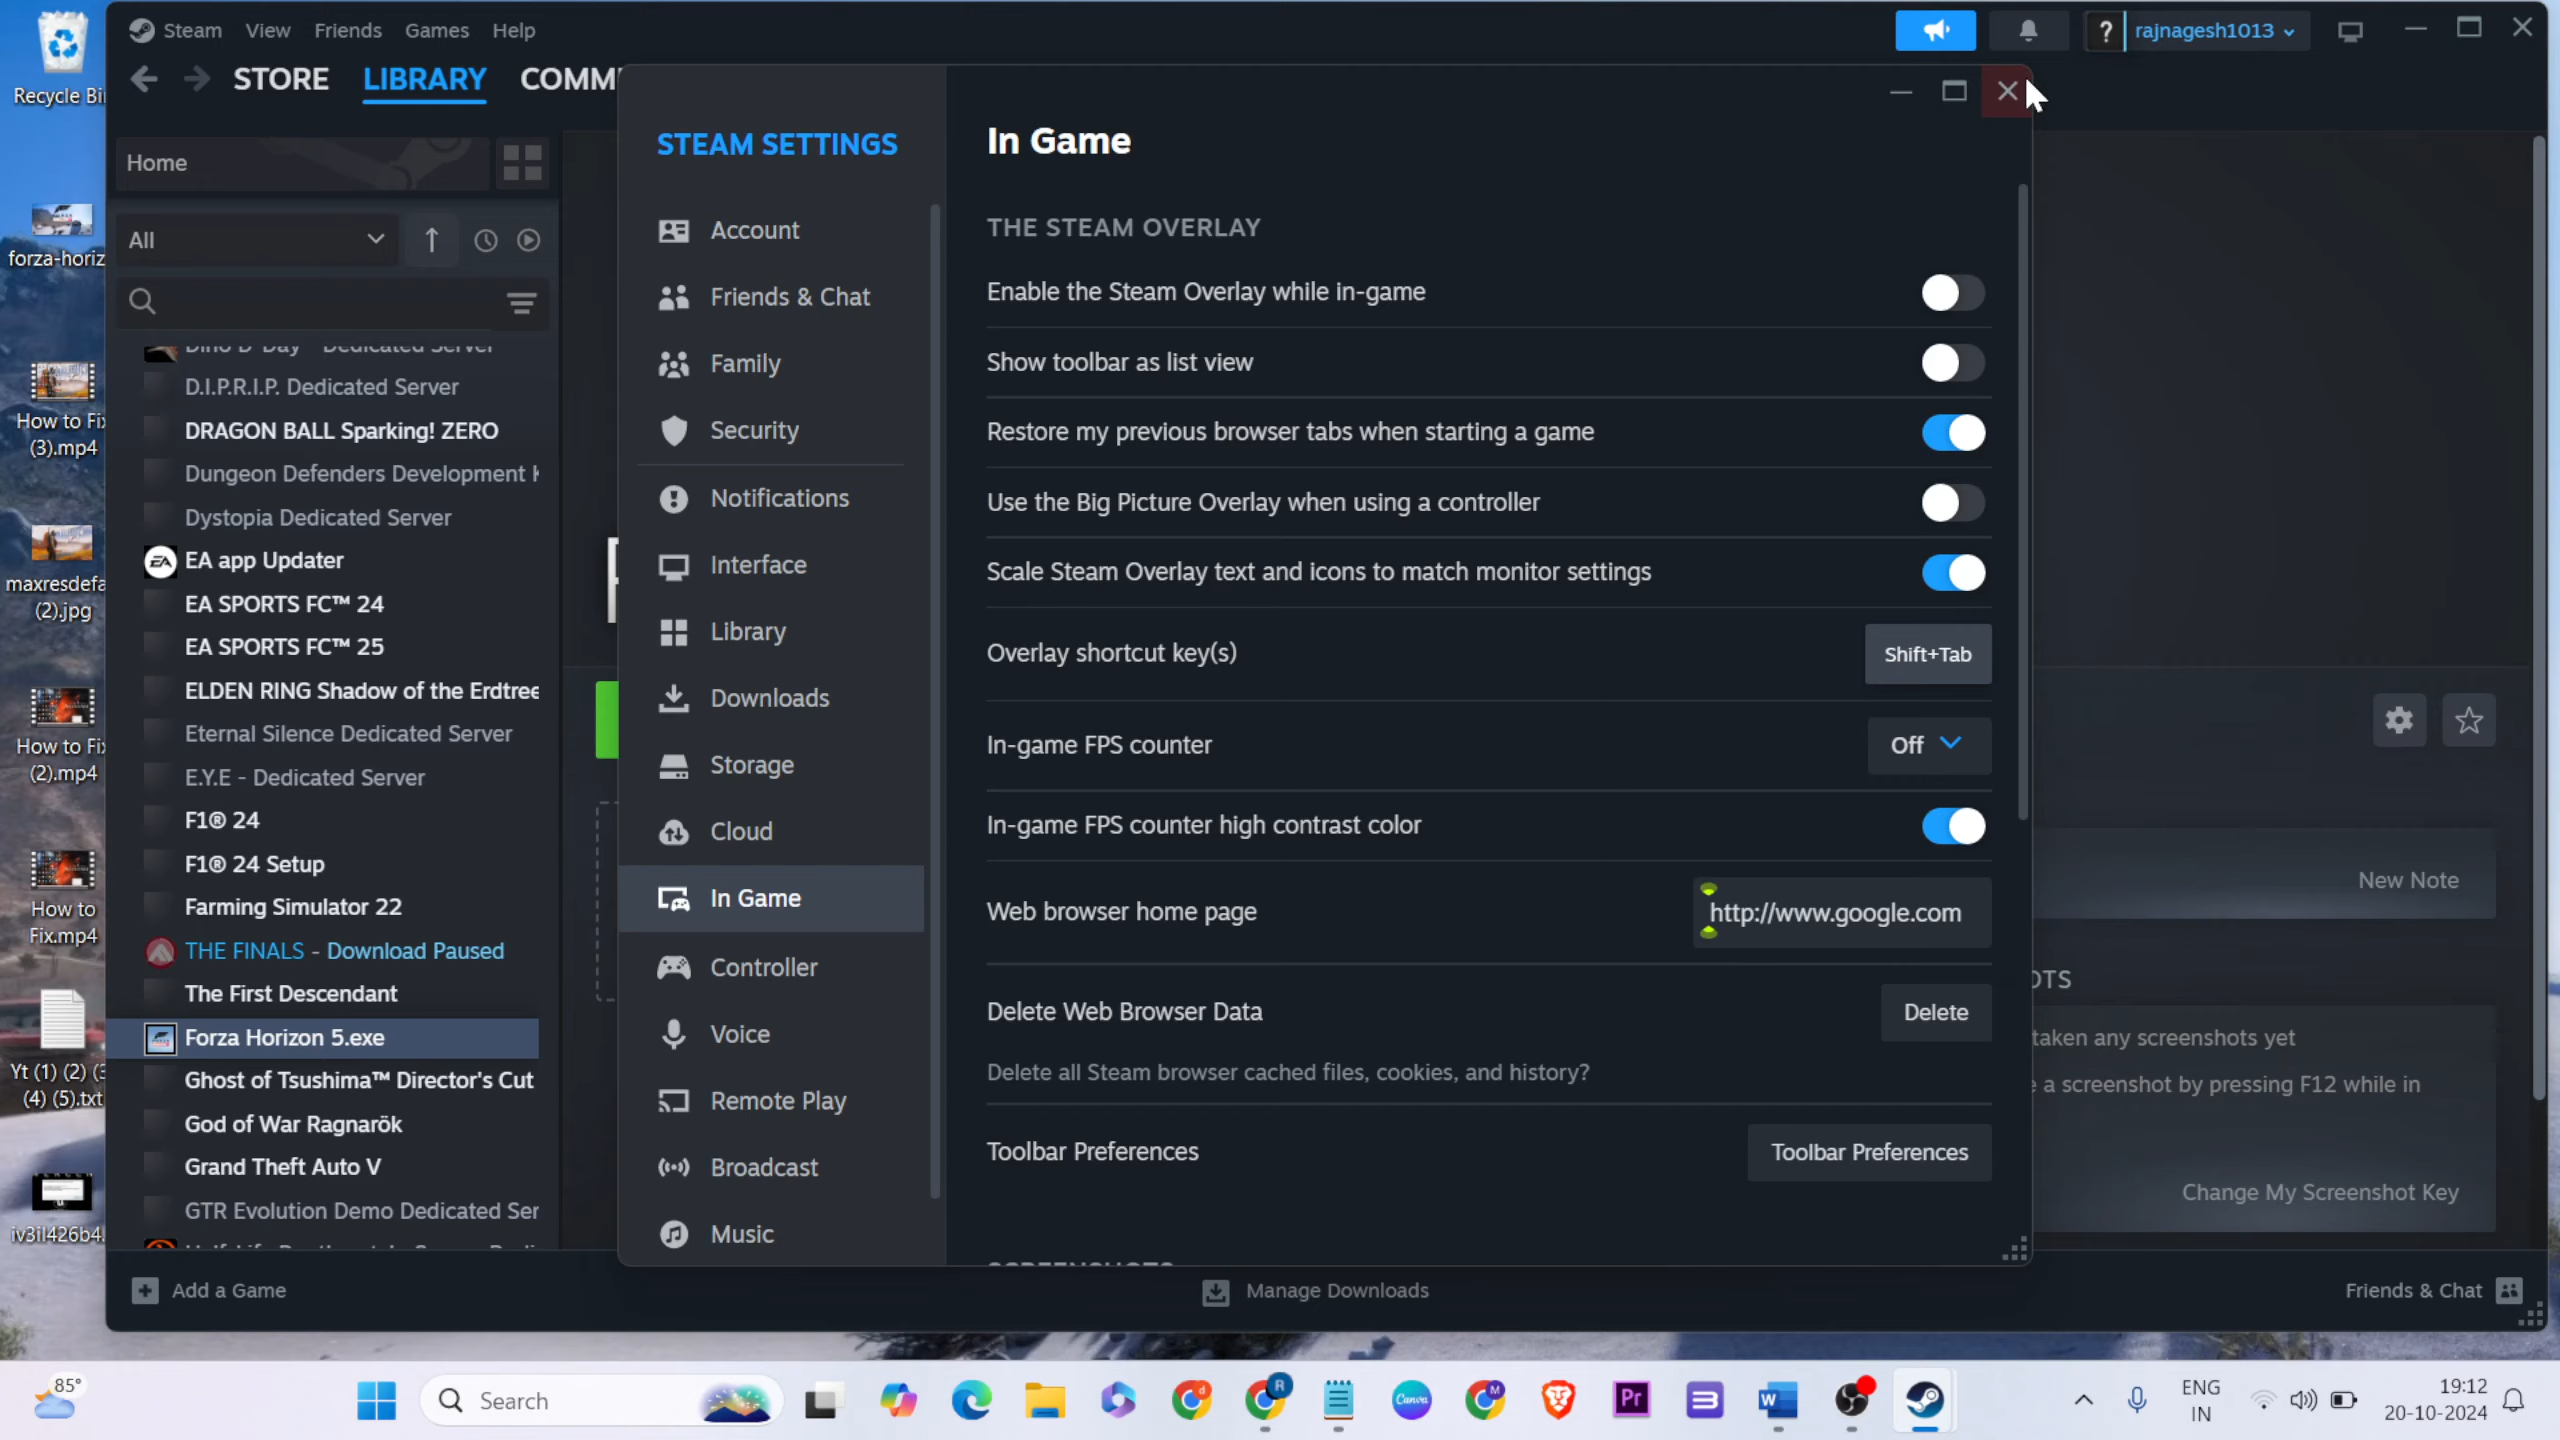 Recycle Bi
forza-horiz
How to Fix
(3).mp4
maxresdefa
(2).jpg
How to Fix
(2).mp4
How to
Fix.mp4
Yt (1) (2) (3
(4) (5).txt
iv3il426b4.
Steam View Friends Games Help
rajnagesh1013
STORE LIBRARY COMM
Home
All
D.I.P.R.I.P. Dedicated Server
DRAGON BALL Sparking! ZERO
Dungeon Defenders Development K
Dystopia Dedicated Server
EA app Updater
EA SPORTS FC™ 24
EA SPORTS FC™ 25
ELDEN RING Shadow of the Erdtree
Eternal Silence Dedicated Server
E.Y.E - Dedicated Server
F1® 24
F1® 24 Setup
Farming Simulator 22
THE FINALS - Download Paused
The First Descendant
Forza Horizon 5.exe
Ghost of Tsushima™ Director's Cut
God of War Ragnarök
Grand Theft Auto V
GTR Evolution Demo Dedicated Ser
Add a Game
STEAM SETTINGS
Account
Friends & Chat
Family
Security
Notifications
Interface
Library
Downloads
Storage
Cloud
In Game
Controller
Voice
Remote Play
Broadcast
Music
In Game
THE STEAM OVERLAY
Enable the Steam Overlay while in-game
Show toolbar as list view
Restore my previous browser tabs when starting a game
Use the Big Picture Overlay when using a controller
Scale Steam Overlay text and icons to match monitor settings
Overlay shortcut key(s) Shift+Tab
In-game FPS counter Off
In-game FPS counter high contrast color
Web browser home page http://www.google.com
Delete Web Browser Data Delete
Delete all Steam browser cached files, cookies, and history?
Toolbar Preferences Toolbar Preferences
SCREENSHOTS
New Note
OTS
taken any screenshots yet
e a screenshot by pressing F12 while in
Change My Screenshot Key
Manage Downloads
Friends & Chat
85°
Search
ENG
IN
19:12
20-10-2024